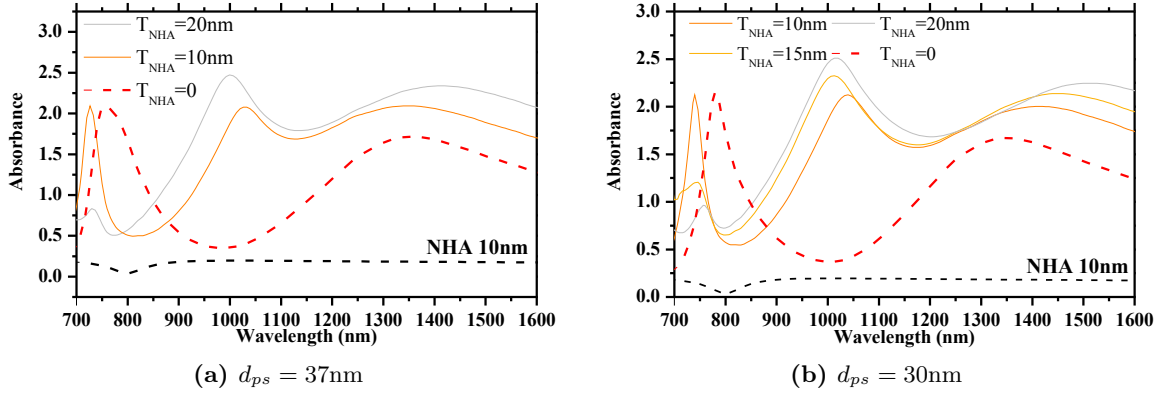 3.0
2.5
2.0
1.5
1.0
0.5
0.0
Absorbance
T_NHA=20nm
T_NHA=10nm
T_NHA=0
NHA 10nm
700 800 900 1000 1100 1200 1300 1400 1500 1600
Wavelength (nm)
(a) d_ps = 37nm
3.0
2.5
2.0
1.5
1.0
0.5
0.0
Absorbance
T_NHA=10nm T_NHA=20nm
T_NHA=15nm T_NHA=0
NHA 10nm
700 800 900 1000 1100 1200 1300 1400 1500 1600
Wavelength (nm)
(b) d_ps = 30nm